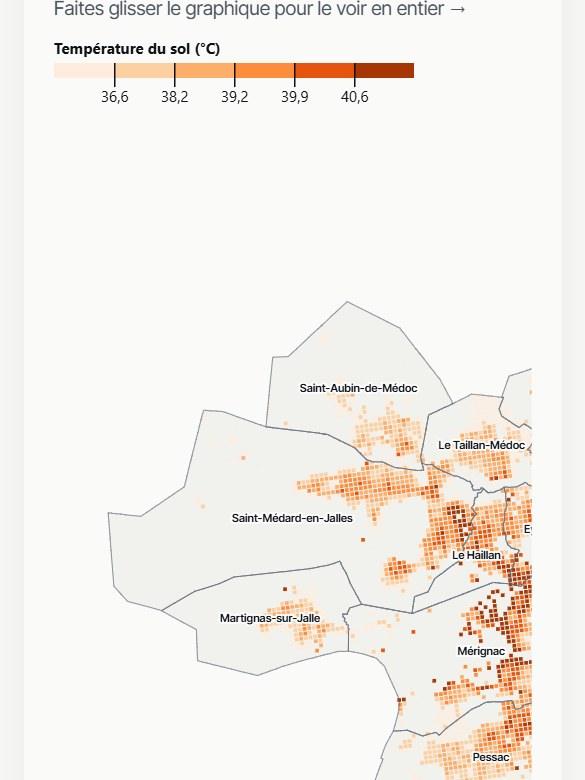 Faites glisser le graphique pour le voir en entier →
Température du sol (°C)
36,6 38,2 39,2 39,9 40,6
Saint-Aubin-de-Médoc
Le Taillan-Médoc
Saint-Médard-en-Jalles
E
Le Haillan
Martignas-sur-Jalle
Mérignac
Pessac